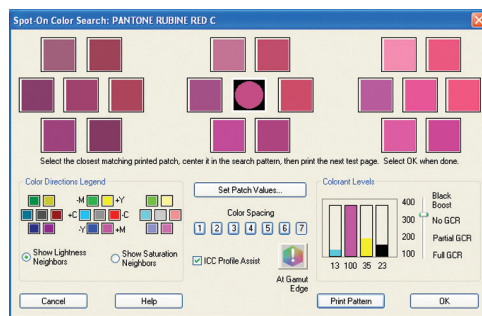 Spot-On Color Search: PANTONE RUBINE RED C
Select the closest matching printed patch, center it in the search pattern, then print the next test page. Select OK when done.
Color Directions Legend
-M +Y
+C -C
-Y +M
Show Lightness Neighbors
Show Saturation Neighbors
Set Patch Values...
Color Spacing
1 2 3 4 5 6 7
ICC Profile Assist
At Gamut Edge
Colorant Levels
13 100 35 23
400 Black Boost
300 No GCR
200 Partial GCR
100 Full GCR
Cancel
Help
Print Pattern
OK